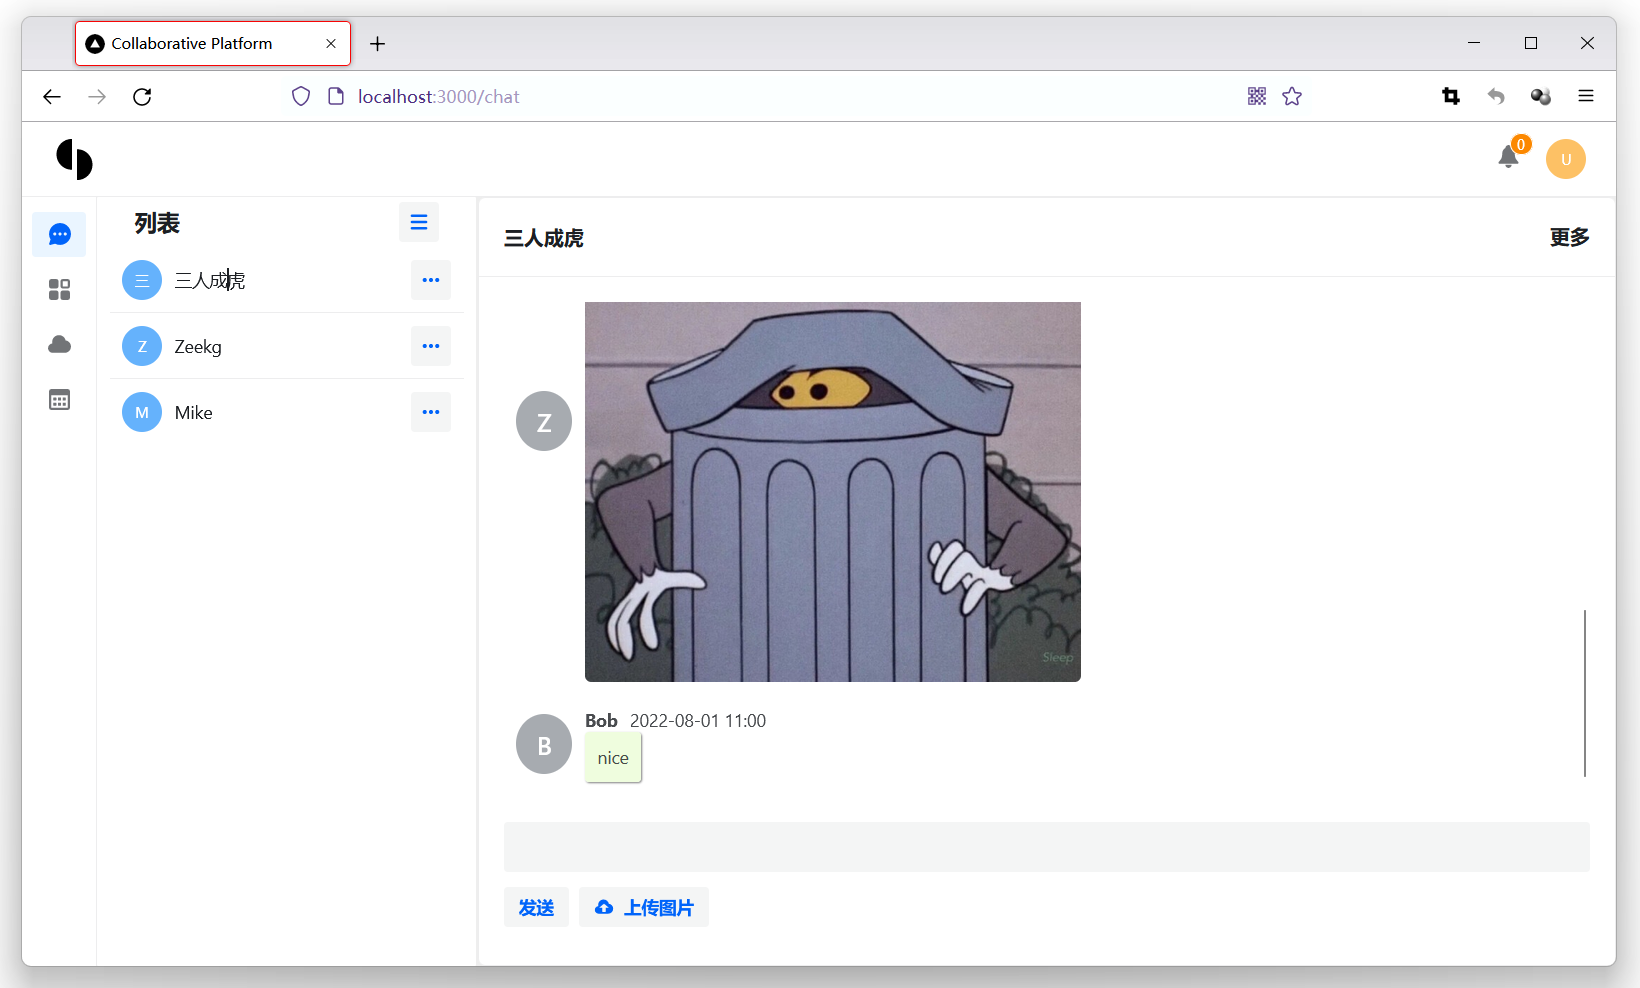 Collaborative Platform
localhost:3000/chat
0
U
列表
三
三人成虎
Z
Zeekg
M
Mike
三人成虎
更多
Z
Sleep
B
Bob 2022-08-01 11:00
nice
发送
上传图片